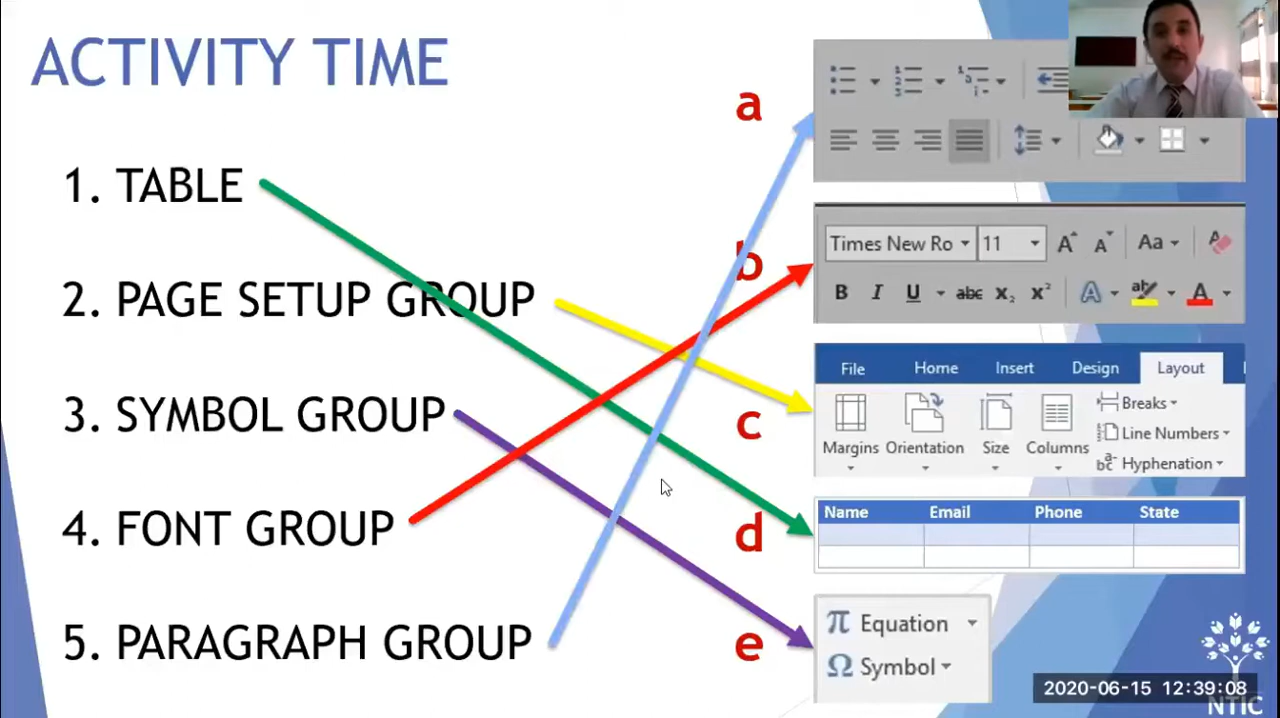 ACTIVITY TIME
1. TABLE
2. PAGE SETUP GROUP
3. SYMBOL GROUP
4. FONT GROUP
5. PARAGRAPH GROUP
a
b
Times New Ro 11 A A Aa A
B I U abc X₂ X² A ab A
c
File Home Insert Design Layout
Margins Orientation Size Columns
Breaks
Line Numbers
bc Hyphenation
d
Name Email Phone State
e
π Equation
Ω Symbol
2020-06-15 12:39:08
NTIC